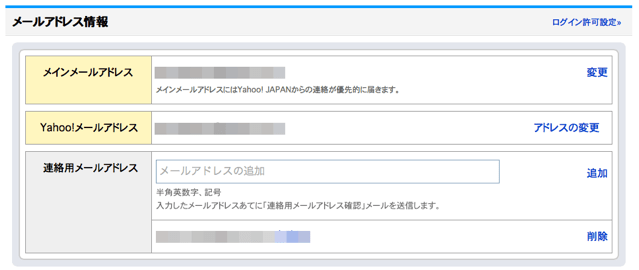 メールアドレス情報
ログイン許可設定»
メインメールアドレス
変更
メインメールアドレスにはYahoo! JAPANからの連絡が優先的に届きます。
Yahoo!メールアドレス
アドレスの変更
連絡用メールアドレス
メールアドレスの追加
追加
半角英数字、記号
入力したメールアドレスあてに「連絡用メールアドレス確認」メールを送信します。
削除